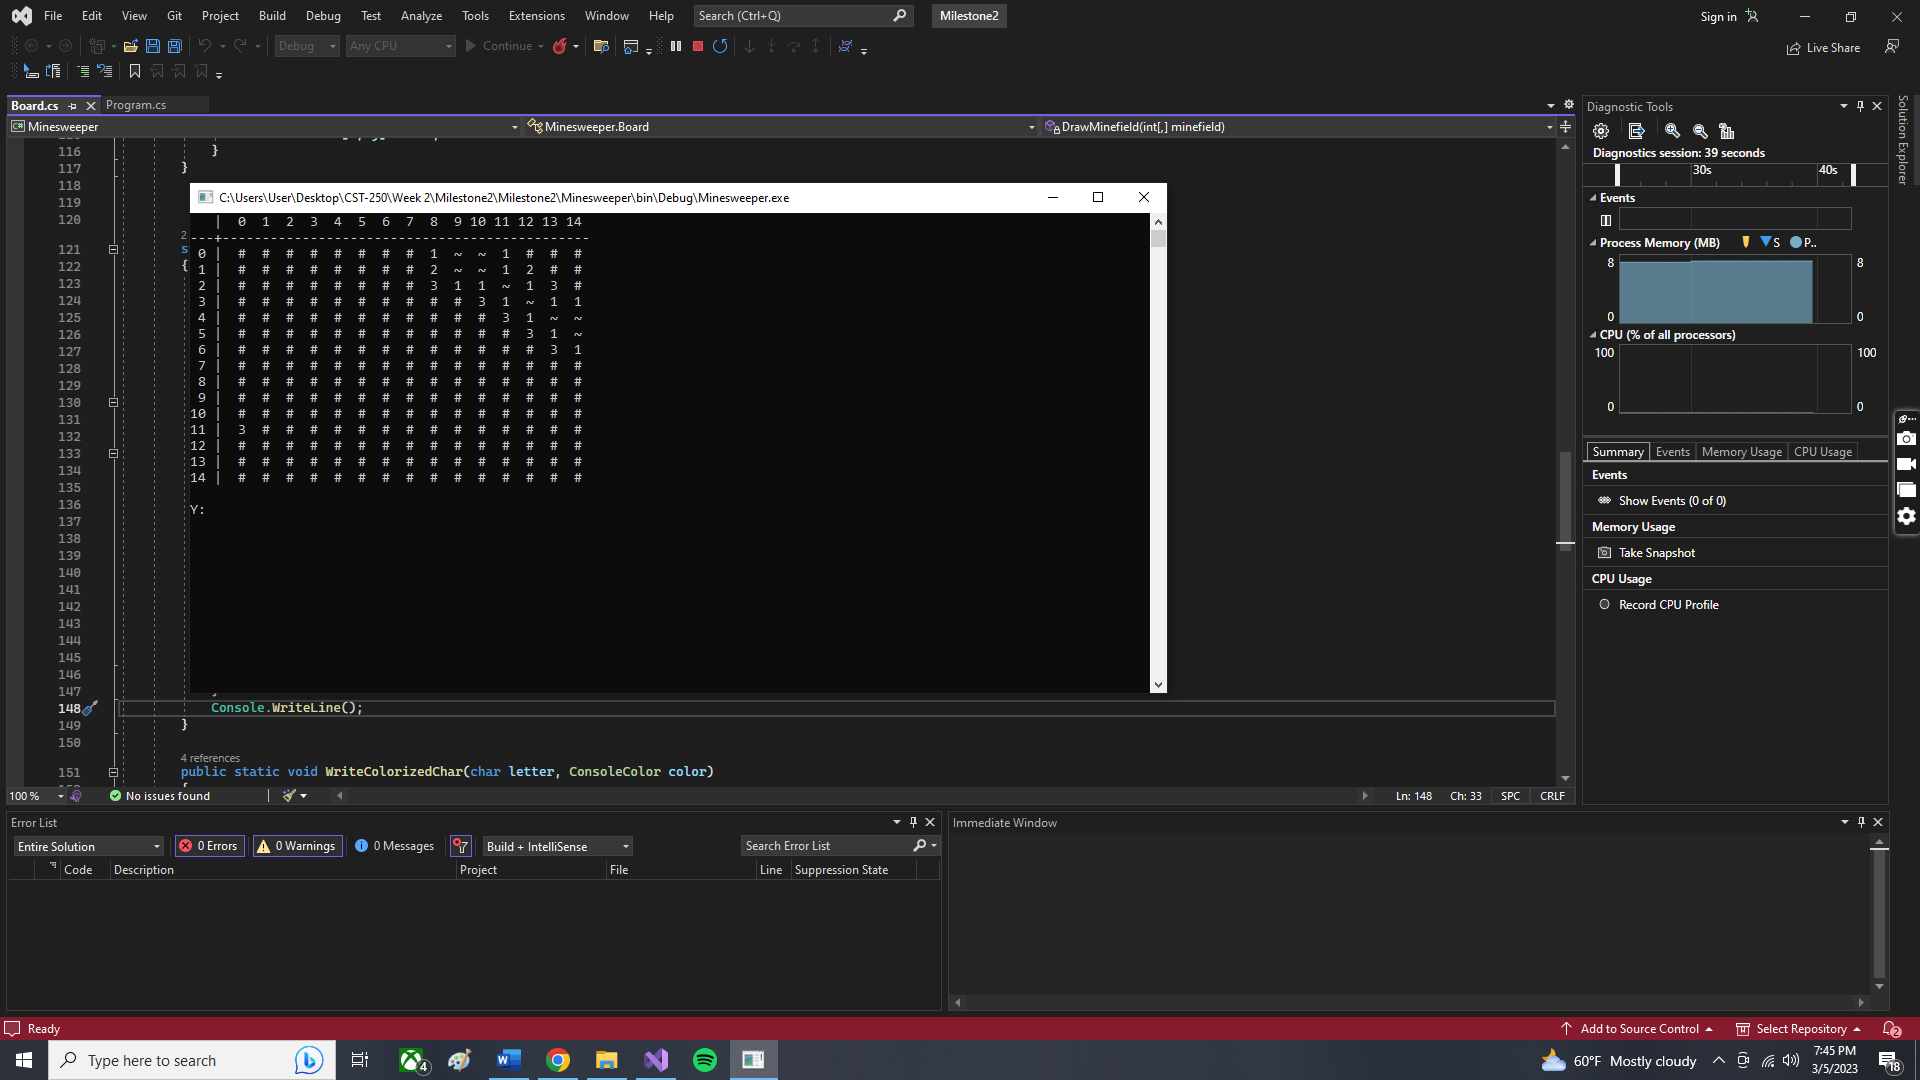 File Edit View Git Project Build Debug Test Analyze Tools Extensions Window Help Search (Ctrl+Q) Milestone2 Sign in
Debug Any CPU Continue Live Share
Board.cs Program.cs
Minesweeper Minesweeper.Board DrawMinefield(int[,] minefield)
116 }
117 }
118
119
120
2
121 s
122 {
123
124
125
126
127
128
129
130
131
132
133
134
135
136
137
138
139
140
141
142
143
144
145
146
147
148 Console.WriteLine();
149 }
150
4 references
151 public static void WriteColorizedChar(char letter, ConsoleColor color)
C:\Users\User\Desktop\CST-250\Week 2\Milestone2\Milestone2\Minesweeper\bin\Debug\Minesweeper.exe
| 0 1 2 3 4 5 6 7 8 9 10 11 12 13 14
---+----------------------------------------------
0 | # # # # # # # # 1 ~ ~ 1 # # #
1 | # # # # # # # # 2 ~ ~ 1 2 # #
2 | # # # # # # # # 3 1 1 ~ 1 3 #
3 | # # # # # # # # # # 3 1 ~ 1 1
4 | # # # # # # # # # # # 3 1 ~ ~
5 | # # # # # # # # # # # # 3 1 ~
6 | # # # # # # # # # # # # # 3 1
7 | # # # # # # # # # # # # # # #
8 | # # # # # # # # # # # # # # #
9 | # # # # # # # # # # # # # # #
10 | # # # # # # # # # # # # # # #
11 | 3 # # # # # # # # # # # # # #
12 | # # # # # # # # # # # # # # #
13 | # # # # # # # # # # # # # # #
14 | # # # # # # # # # # # # # # #
Y:
100 % No issues found Ln: 148 Ch: 33 SPC CRLF
Diagnostic Tools
Diagnostics session: 39 seconds
30s 40s
Events
Process Memory (MB) S P..
8 8
0 0
CPU (% of all processors)
100 100
0 0
Summary Events Memory Usage CPU Usage
Events
Show Events (0 of 0)
Memory Usage
Take Snapshot
CPU Usage
Record CPU Profile
Solution Explorer
Error List
Entire Solution 0 Errors 0 Warnings 0 Messages Build + IntelliSense Search Error List
Code Description Project File Line Suppression State
Immediate Window
Ready Add to Source Control Select Repository 2
Type here to search 4 60°F Mostly cloudy 7:45 PM
3/5/2023 18